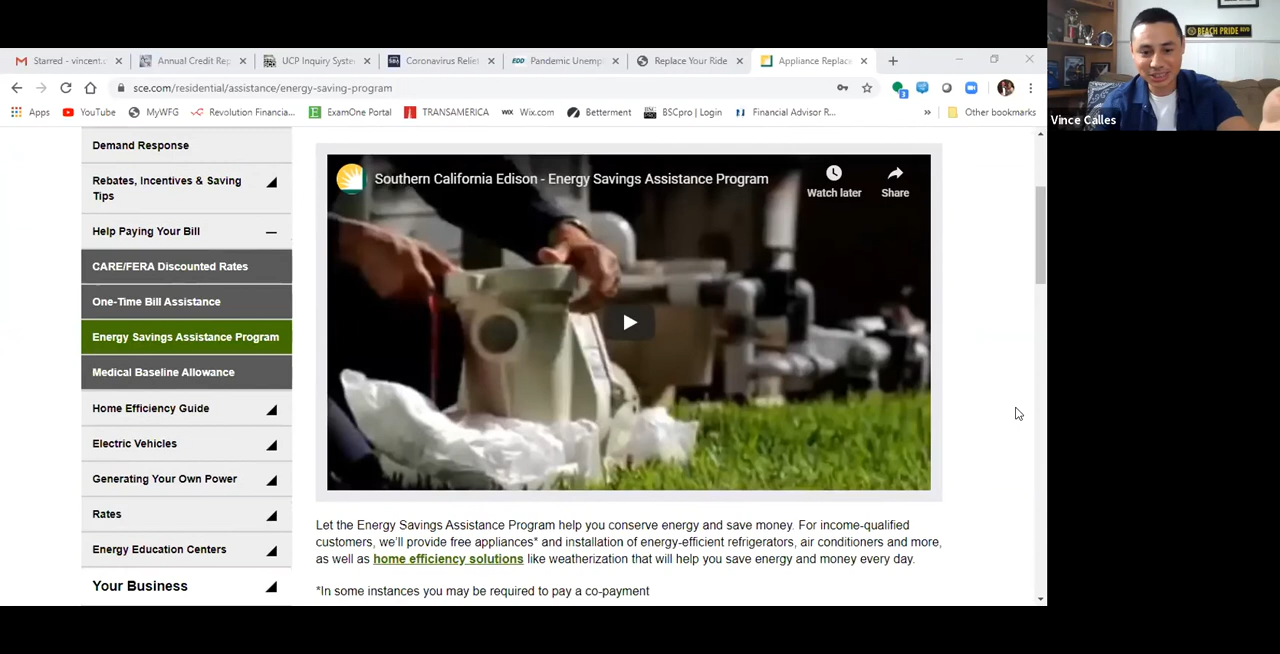 Starred - vincent.c
Annual Credit Rep
UCP Inquiry Syste
Coronavirus Relie
EDD Pandemic Unemp
Replace Your Ride
Appliance Replac
sce.com/residential/assistance/energy-saving-program
Apps YouTube MyWFG Revolution Financia... ExamOne Portal TRANSAMERICA WIX Wix.com Betterment BSCpro | Login Financial Advisor R... » Other bookmarks
BEACH PRIDE BLVD
Vince Calles
Demand Response
Rebates, Incentives & Saving
Tips
Help Paying Your Bill
CARE/FERA Discounted Rates
One-Time Bill Assistance
Energy Savings Assistance Program
Medical Baseline Allowance
Home Efficiency Guide
Electric Vehicles
Generating Your Own Power
Rates
Energy Education Centers
Your Business
Southern California Edison - Energy Savings Assistance Program
Watch later
Share
Let the Energy Savings Assistance Program help you conserve energy and save money. For income-qualified
customers, we'll provide free appliances* and installation of energy-efficient refrigerators, air conditioners and more,
as well as home efficiency solutions like weatherization that will help you save energy and money every day.
*In some instances you may be required to pay a co-payment